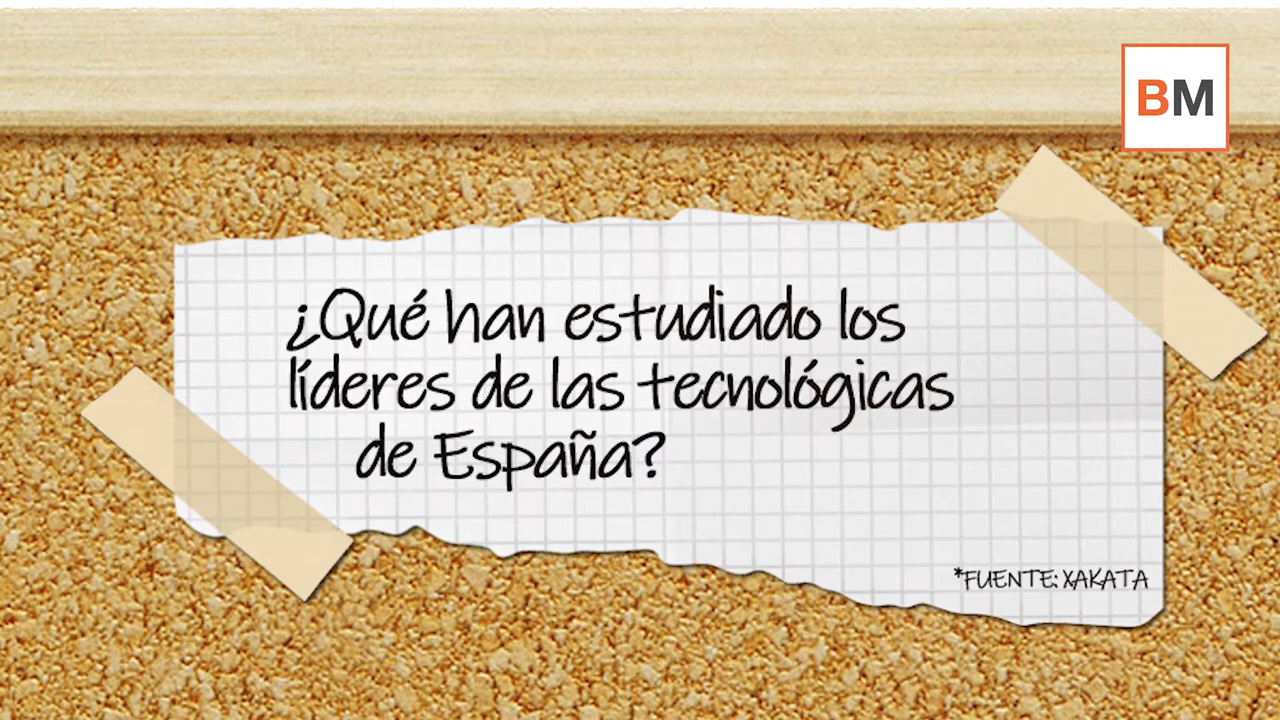 BM
¿Qué han estudiado los
líderes de las tecnológicas
de España?
*FUENTE: XAKATA